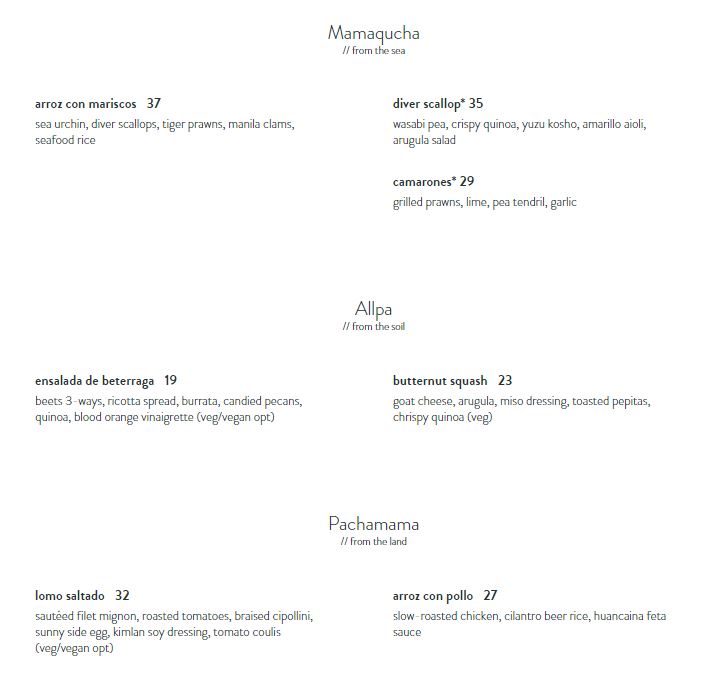 Mamaqucha
// from the sea
arroz con mariscos 37
sea urchin, diver scallops, tiger prawns, manila clams,
seafood rice
diver scallop* 35
wasabi pea, crispy quinoa, yuzu kosho, amarillo aioli,
arugula salad
camarones* 29
grilled prawns, lime, pea tendril, garlic
Allpa
// from the soil
ensalada de beterraga 19
beets 3-ways, ricotta spread, burrata, candied pecans,
quinoa, blood orange vinaigrette (veg/vegan opt)
butternut squash 23
goat cheese, arugula, miso dressing, toasted pepitas,
chrispy quinoa (veg)
Pachamama
// from the land
lomo saltado 32
sautéed filet mignon, roasted tomatoes, braised cipollini,
sunny side egg, kimlan soy dressing, tomato coulis
(veg/vegan opt)
arroz con pollo 27
slow-roasted chicken, cilantro beer rice, huancaina feta
sauce